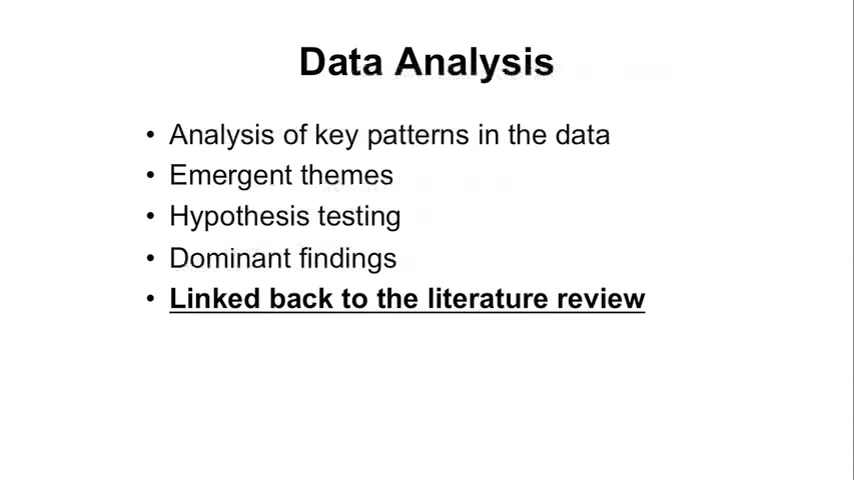 Data Analysis
• Analysis of key patterns in the data
• Emergent themes
• Hypothesis testing
• Dominant findings
• Linked back to the literature review